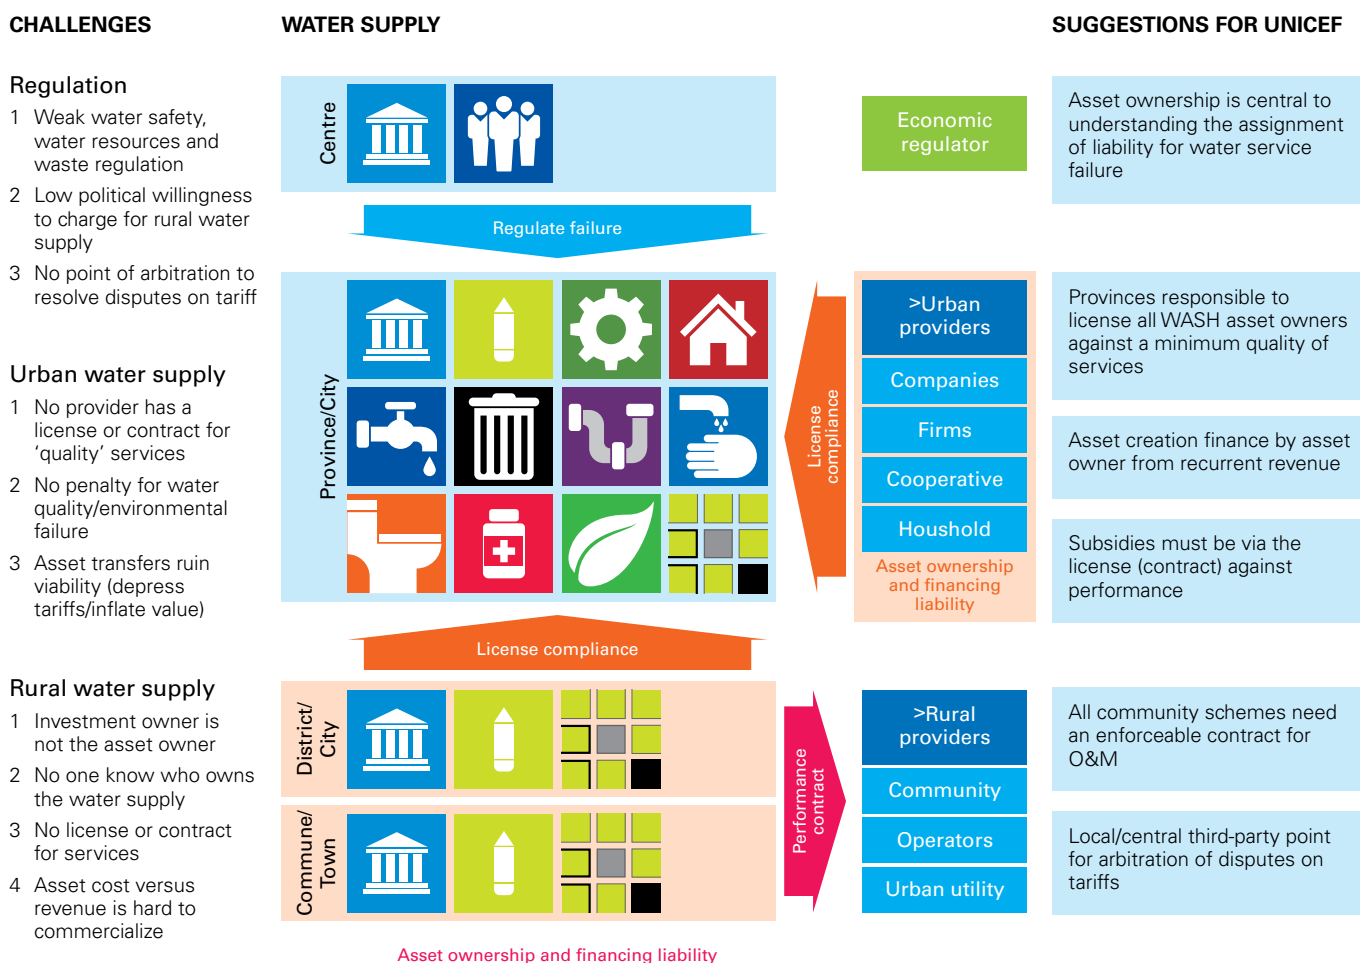 CHALLENGES
WATER SUPPLY
SUGGESTIONS FOR UNICEF
Regulation
1 Weak water safety,
water resources and
waste regulation
2 Low political willingness
to charge for rural water
supply
3 No point of arbitration to
resolve disputes on tariff
Urban water supply
1 No provider has a
license or contract for
‘quality’ services
2 No penalty for water
quality/environmental
failure
3 Asset transfers ruin
viability (depress
tariffs/inflate value)
Rural water supply
1 Investment owner is
not the asset owner
2 No one know who owns
the water supply
3 No license or contract
for services
4 Asset cost versus
revenue is hard to
commercialize
Centre
Regulate failure
Province/City
License compliance
District/
City
Commune/
Town
Asset ownership and financing liability
Economic
regulator
License
compliance
>Urban
providers
Companies
Firms
Cooperative
Houshold
Asset ownership
and financing
liability
Performance
contract
>Rural
providers
Community
Operators
Urban utility
Asset ownership is central to
understanding the assignment
of liability for water service
failure
Provinces responsible to
license all WASH asset owners
against a minimum quality of
services
Asset creation finance by asset
owner from recurrent revenue
Subsidies must be via the
license (contract) against
performance
All community schemes need
an enforceable contract for
O&M
Local/central third-party point
for arbitration of disputes on
tariffs